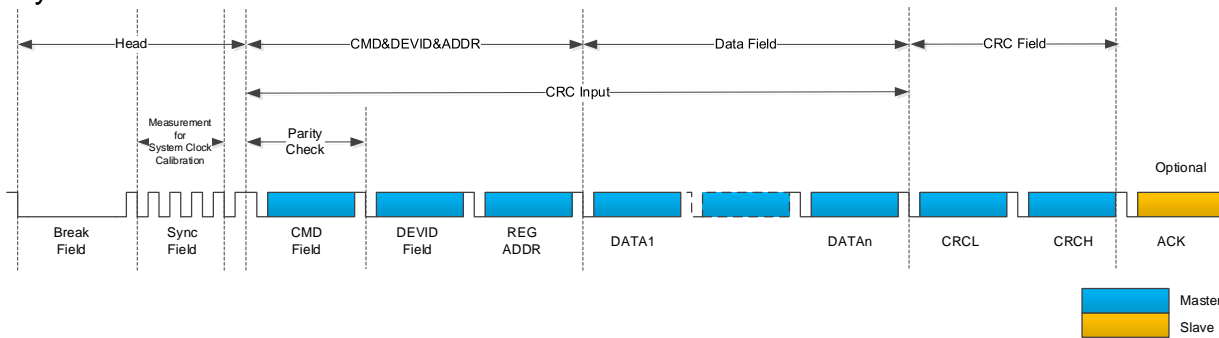 Head
CMD&DEVID&ADDR
Data Field
CRC Field
CRC Input
Measurement
for
System Clock
Calibration
Parity
Check
Optional
Break
Field
Sync
Field
CMD
Field
DEVID
Field
REG
ADDR
DATA1
DATAn
CRCL
CRCH
ACK
Master
Slave